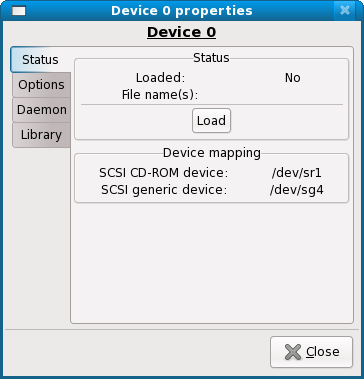 Device 0 properties
Device 0
Status
Options
Daemon
Library
Status
Loaded: No
File name(s):
Load
Device mapping
SCSI CD-ROM device: /dev/sr1
SCSI generic device: /dev/sg4
Close